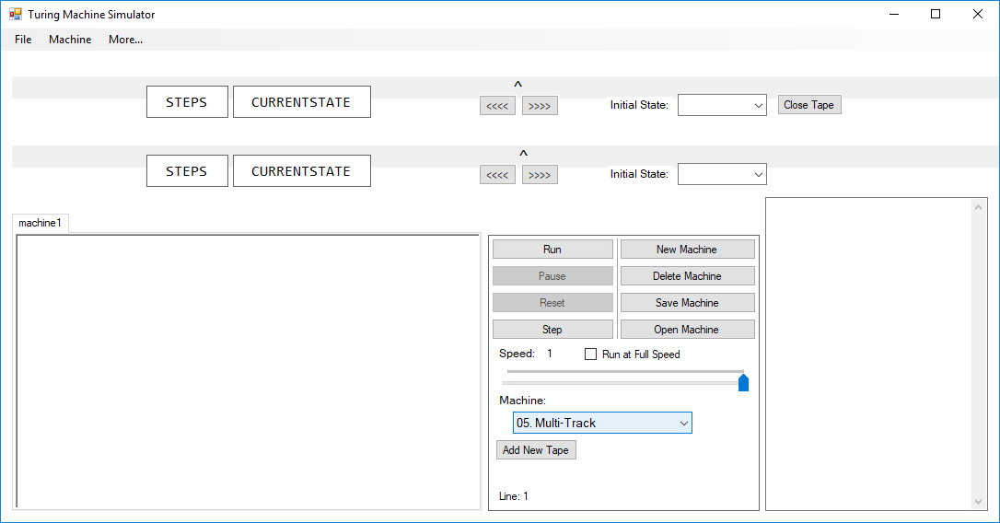 Turing Machine Simulator
File Machine More...
^
STEPS CURRENTSTATE <<<< >>>> Initial State: Close Tape
^
STEPS CURRENTSTATE <<<< >>>> Initial State:
machine1
Run New Machine
Pause Delete Machine
Reset Save Machine
Step Open Machine
Speed: 1 Run at Full Speed
Machine:
05. Multi-Track
Add New Tape
Line: 1